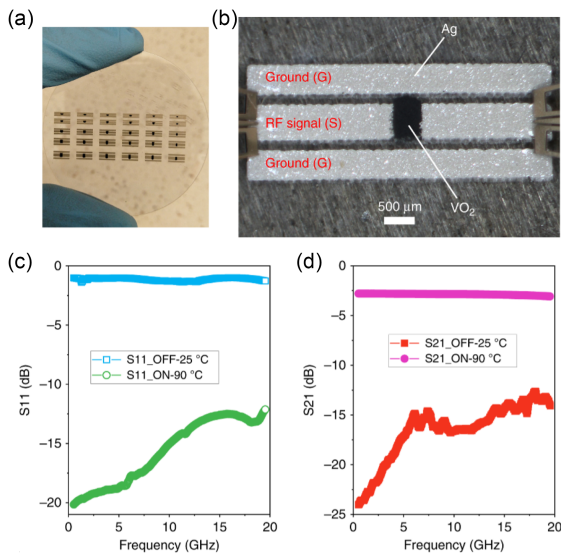 (a)
(b)
Ag
Ground (G)
RF signal (S)
Ground (G)
500 μm
VO₂
(c)
0
−5
−10
−15
−20
S11 (dB)
S11_OFF-25 °C
S11_ON-90 °C
0
5
10
15
20
Frequency (GHz)
(d)
0
−5
−10
−15
−20
−25
S21 (dB)
S21_OFF-25 °C
S21_ON-90 °C
0
5
10
15
20
Frequency (GHz)